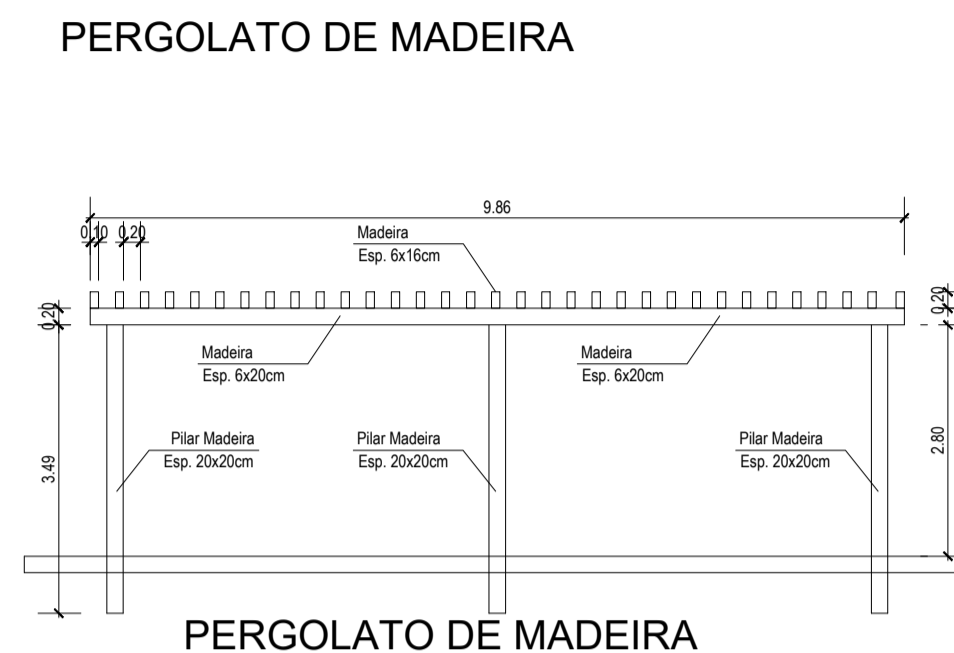 PERGOLATO DE MADEIRA
9.86
0,10 0,20
Madeira
Esp. 6x16cm
0,20
0,20
Madeira
Esp. 6x20cm
Madeira
Esp. 6x20cm
Pilar Madeira
Esp. 20x20cm
Pilar Madeira
Esp. 20x20cm
Pilar Madeira
Esp. 20x20cm
3.49
2.80
PERGOLATO DE MADEIRA